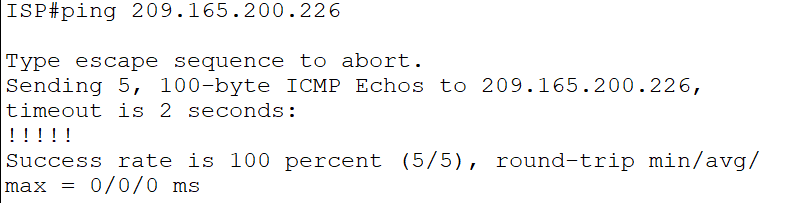 ISP#ping 209.165.200.226
Type escape sequence to abort.
Sending 5, 100-byte ICMP Echos to 209.165.200.226,
timeout is 2 seconds:
!!!!!
Success rate is 100 percent (5/5), round-trip min/avg/
max = 0/0/0 ms